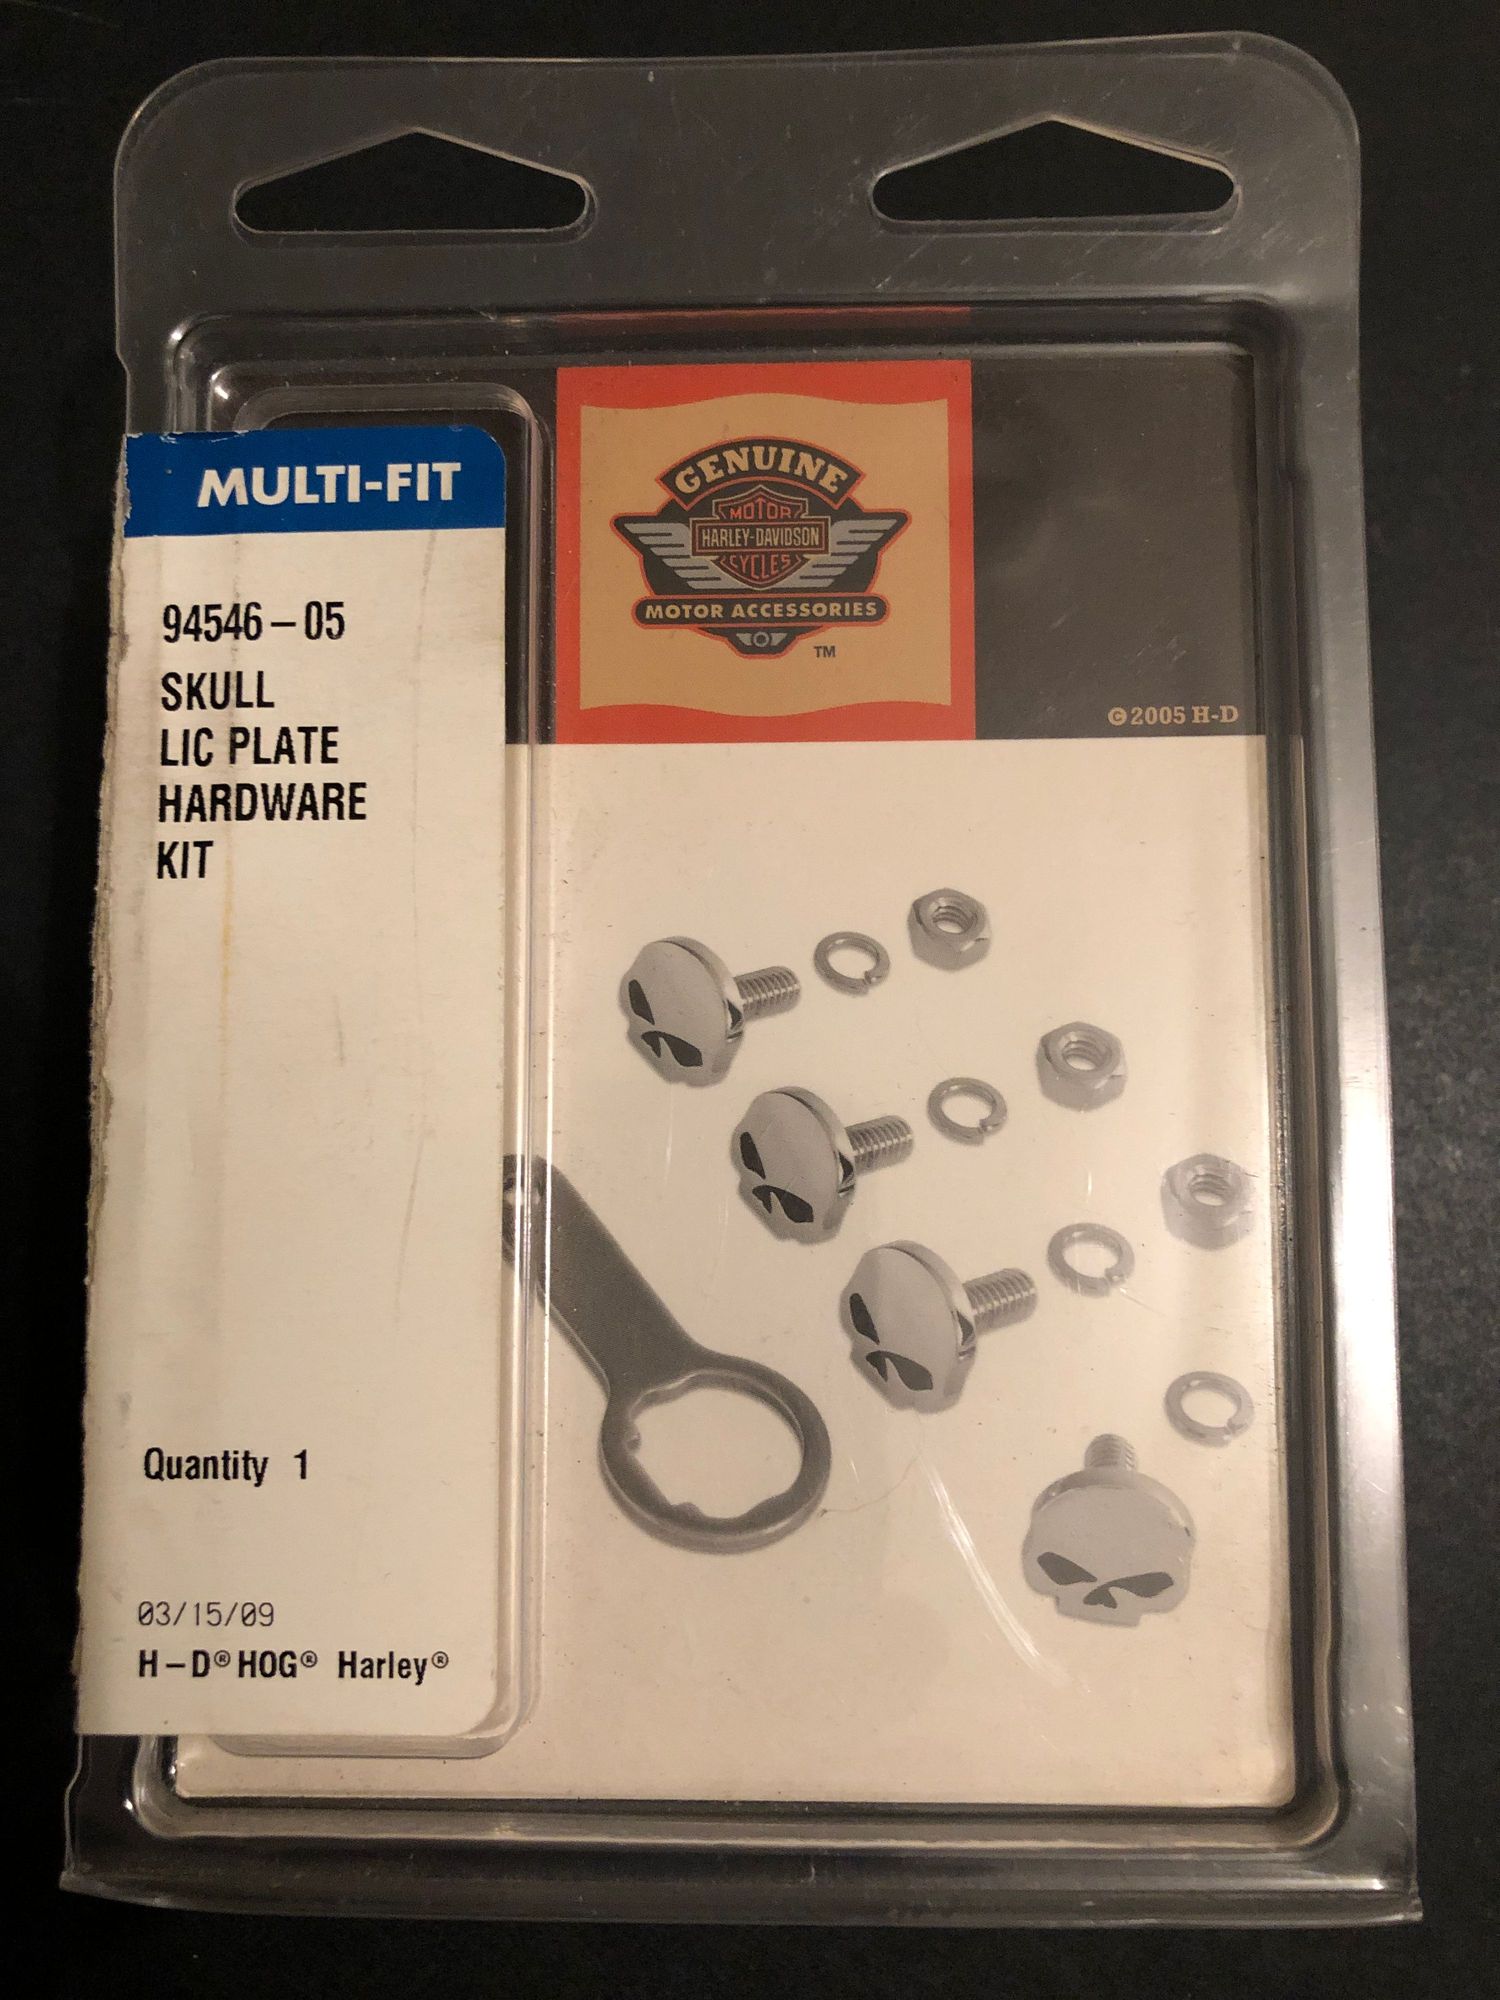 MULTI-FIT
94546-05
SKULL
LIC PLATE
HARDWARE
KIT
Quantity 1
03/15/09
H-D® HOG® Harley®
GENUINE
MOTOR
HARLEY-DAVIDSON
CYCLES
MOTOR ACCESSORIES
TM
©2005 H-D